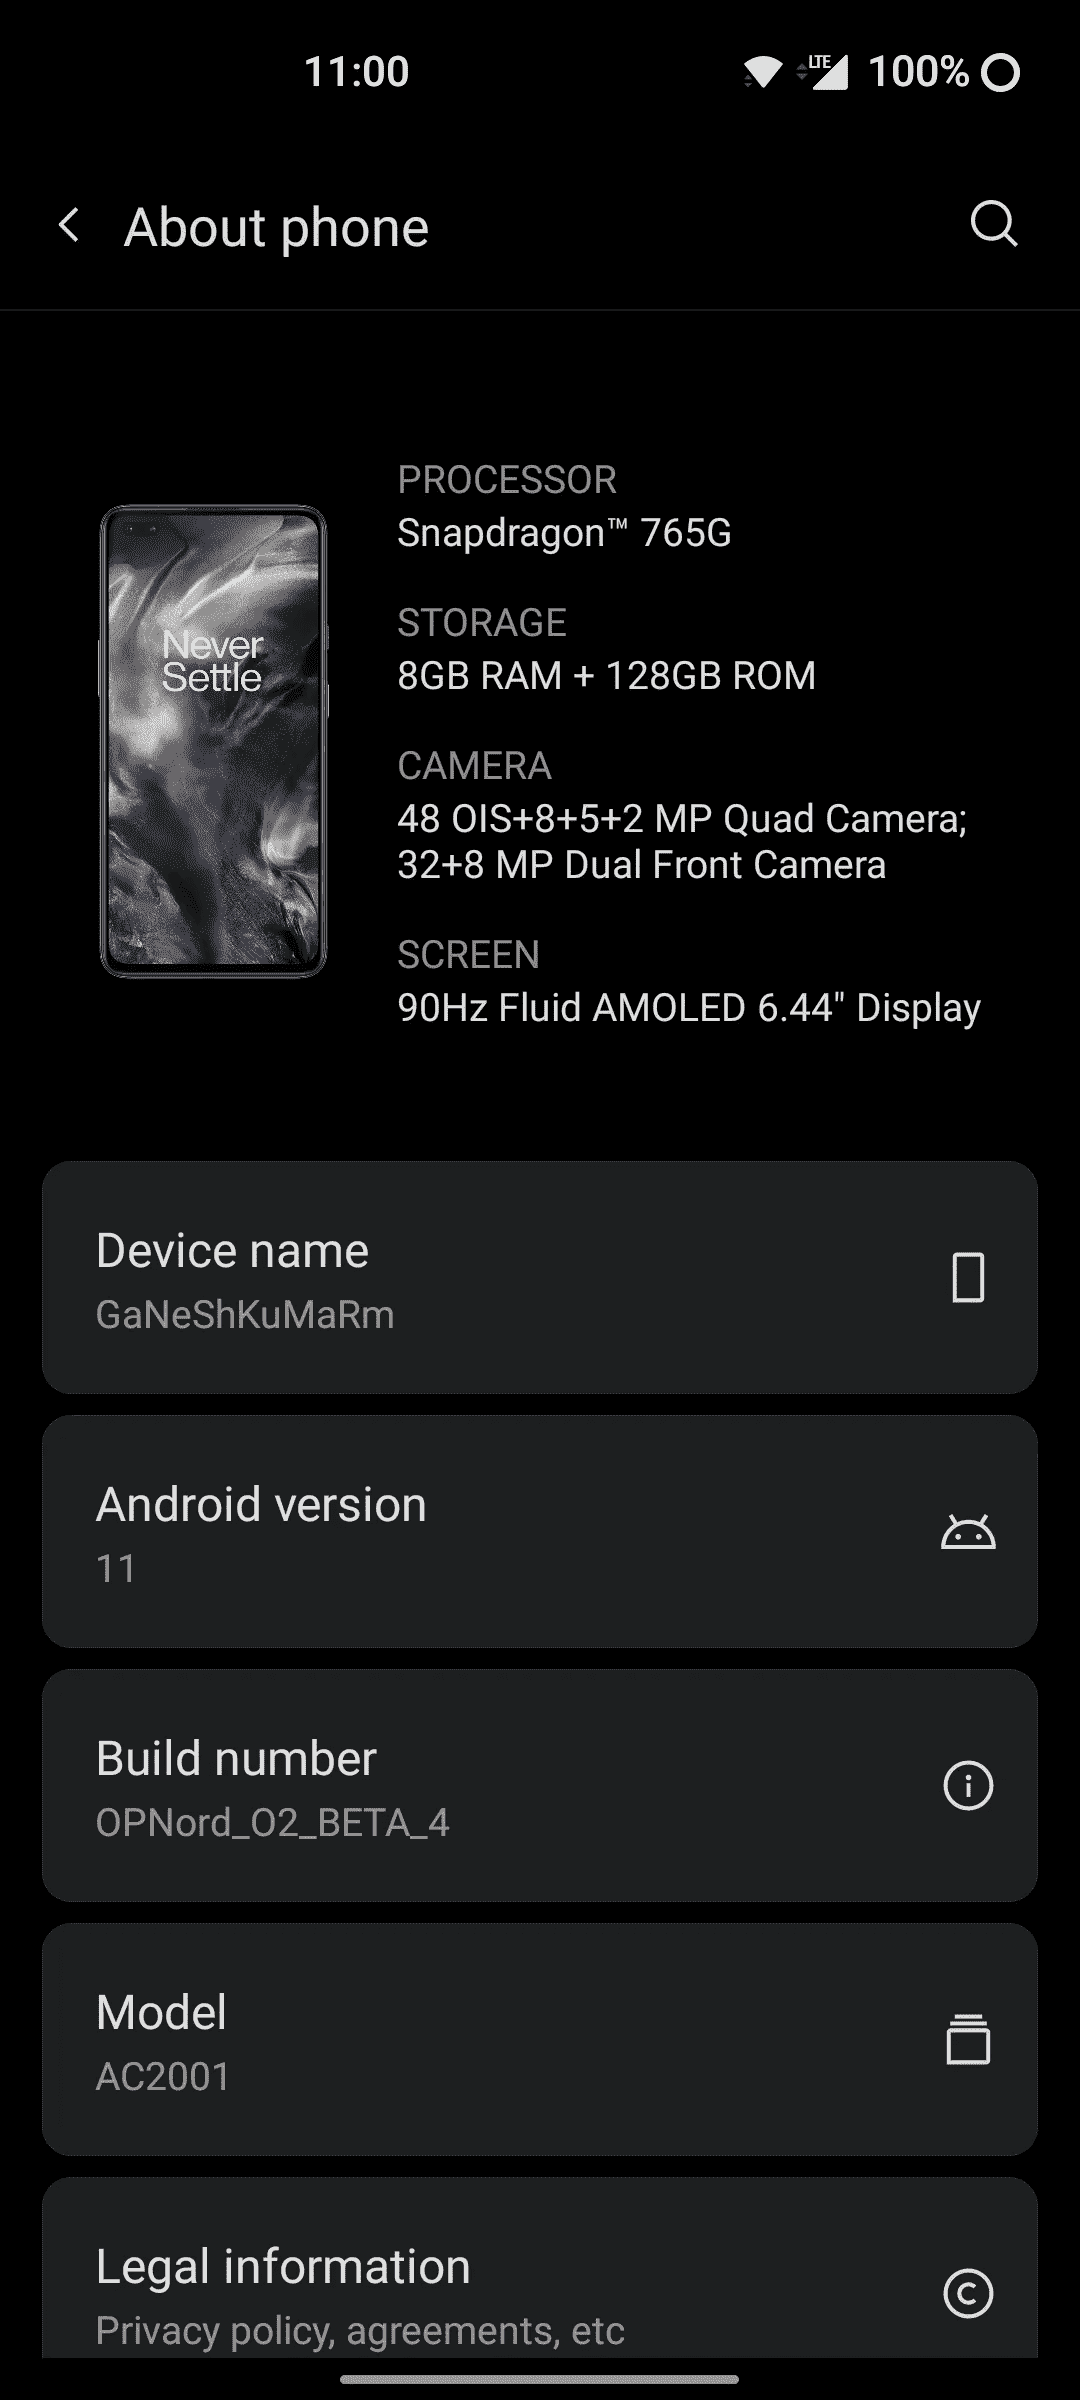 11:00
LTE 100%
About phone
PROCESSOR
Snapdragon™ 765G
STORAGE
8GB RAM + 128GB ROM
CAMERA
48 OIS+8+5+2 MP Quad Camera;
32+8 MP Dual Front Camera
SCREEN
90Hz Fluid AMOLED 6.44" Display
Never
Settle
Device name
GaNeShKuMaRm
Android version
11
Build number
OPNord_O2_BETA_4
Model
AC2001
Legal information
Privacy policy, agreements, etc